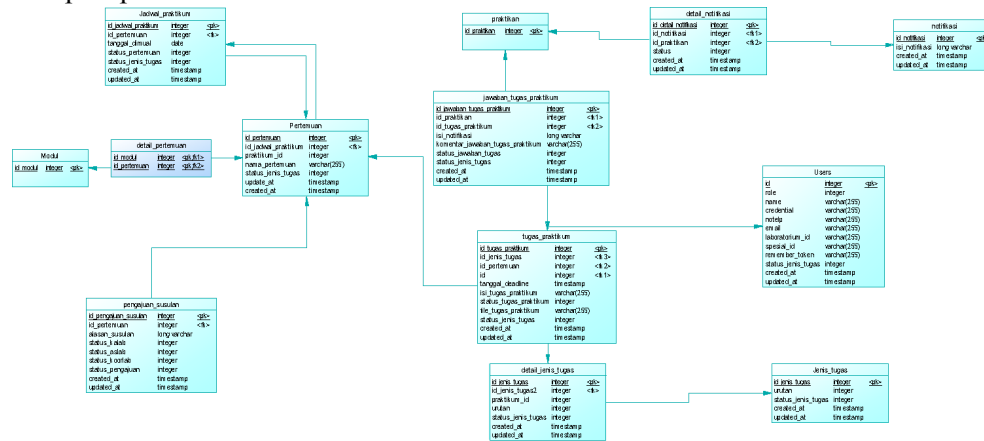 Jadwal_praktikum
id_jadwal_praktikum integer <pk>
id_pertemuan integer <fk>
tanggal_dimual date
status_pertemuan integer
status_jenis_tugas integer
created_at timestamp
updated_at timestamp
praktikan
id_praktikan integer <pk>
detail_notifikasi
id_detail_notifikasi integer <pk>
id_notifikasi integer <fk1>
id_praktikan integer <fk2>
status integer
created_at timestamp
updated_at timestamp
notifikasi
id_notifikasi integer <pk>
isi_notifikasi long varchar
created_at timestamp
updated_at timestamp
jawaban_tugas_praktikum
id_jawaban_tugas_praktikum integer <pk>
id_praktikan integer <fk1>
id_tugas_praktikum integer <fk2>
isi_notifikasi long varchar
komentar_jawaban_tugas_praktikum varchar(255)
status_jawaban_tugas integer
status_jenis_tugas integer
created_at timestamp
updated_at timestamp
Pertemuan
id_pertemuan integer <pk>
id_jadwal_praktikum integer <fk>
praktikum_id integer
nama_pertemuan varchar(255)
status_jenis_tugas integer
update_at timestamp
created_at timestamp
detail_pertemuan
id_modul integer <pk,fk1>
id_pertemuan integer <pk,fk2>
Modul
id_modul integer <pk>
Users
id integer <pk>
role integer
name varchar(255)
credential varchar(255)
notelp varchar(255)
email varchar(255)
laboratorium_id varchar(255)
spesial_id varchar(255)
remember_token varchar(255)
status_jenis_tugas integer
created_at timestamp
updated_at timestamp
tugas_praktikum
id_tugas_praktikum integer <pk>
id_jenis_tugas integer <fk3>
id_pertemuan integer <fk2>
id integer <fk1>
tanggal_deadline timestamp
isi_tugas_praktikum varchar(255)
status_tugas_praktikum integer
file_tugas_praktikum varchar(255)
status_jenis_tugas integer
created_at timestamp
updated_at timestamp
pengajuan_susulan
id_pengajuan_susulan integer <pk>
id_pertemuan integer <fk>
alasan_susulan long varchar
status_kalab integer
status_aslab integer
status_koorlab integer
status_pengajuan integer
created_at timestamp
updated_at timestamp
detail_jenis_tugas
id_jenis_tugas integer <pk>
id_jenis_tugas2 integer <fk>
praktikum_id integer
urutan integer
status_jenis_tugas integer
created_at timestamp
updated_at timestamp
Jenis_tugas
id_jenis_tugas integer <pk>
urutan integer
status_jenis_tugas integer
created_at timestamp
updated_at timestamp